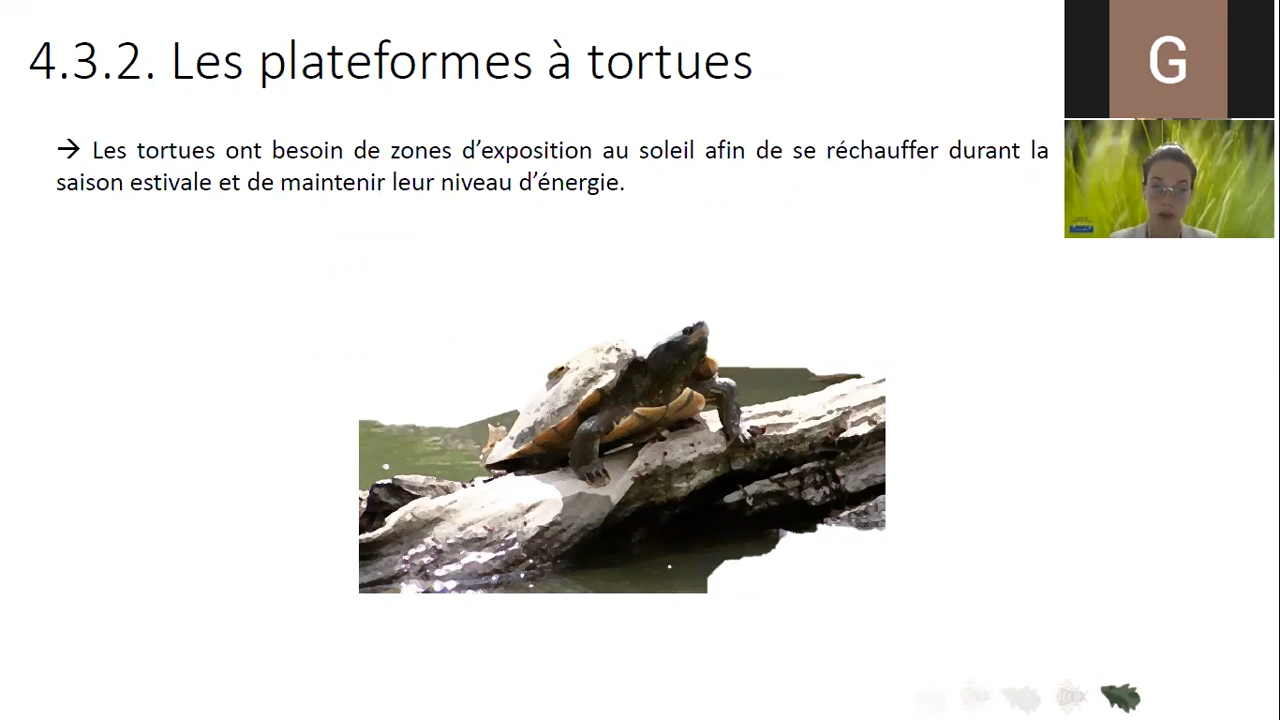 4.3.2. Les plateformes à tortues
G
→ Les tortues ont besoin de zones d’exposition au soleil afin de se réchauffer durant la
saison estivale et de maintenir leur niveau d’énergie.